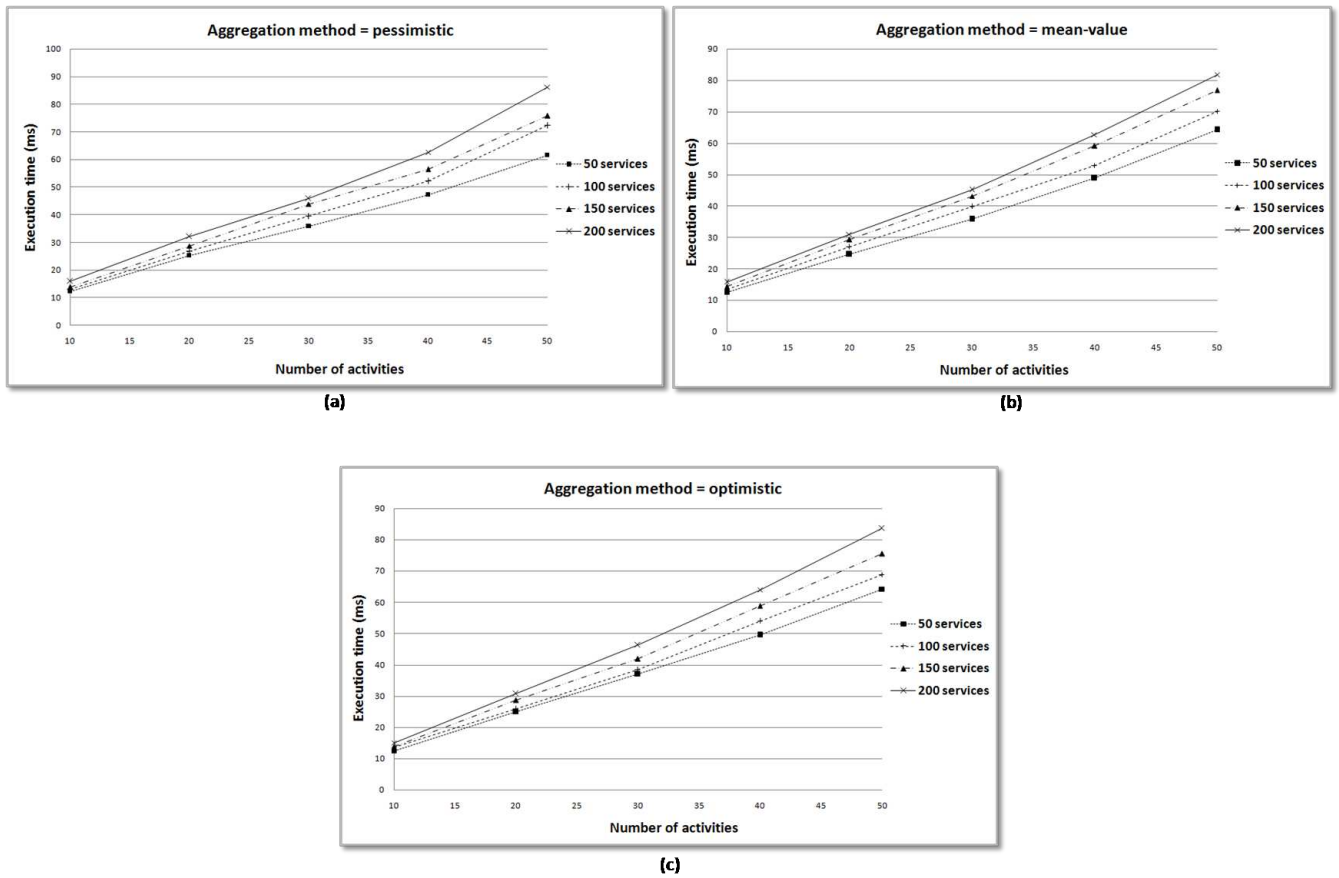 Aggregation method = pessimistic
Execution time (ms)
100
90
80
70
60
50
40
30
20
10
0
10 15 20 25 30 35 40 45 50
Number of activities
50 services
100 services
150 services
200 services
(a)
Aggregation method = mean-value
Execution time (ms)
90
80
70
60
50
40
30
20
10
0
10 15 20 25 30 35 40 45 50
Number of activities
50 services
100 services
150 services
200 services
(b)
Aggregation method = optimistic
Execution time (ms)
90
80
70
60
50
40
30
20
10
0
10 15 20 25 30 35 40 45 50
Number of activities
50 services
100 services
150 services
200 services
(c)